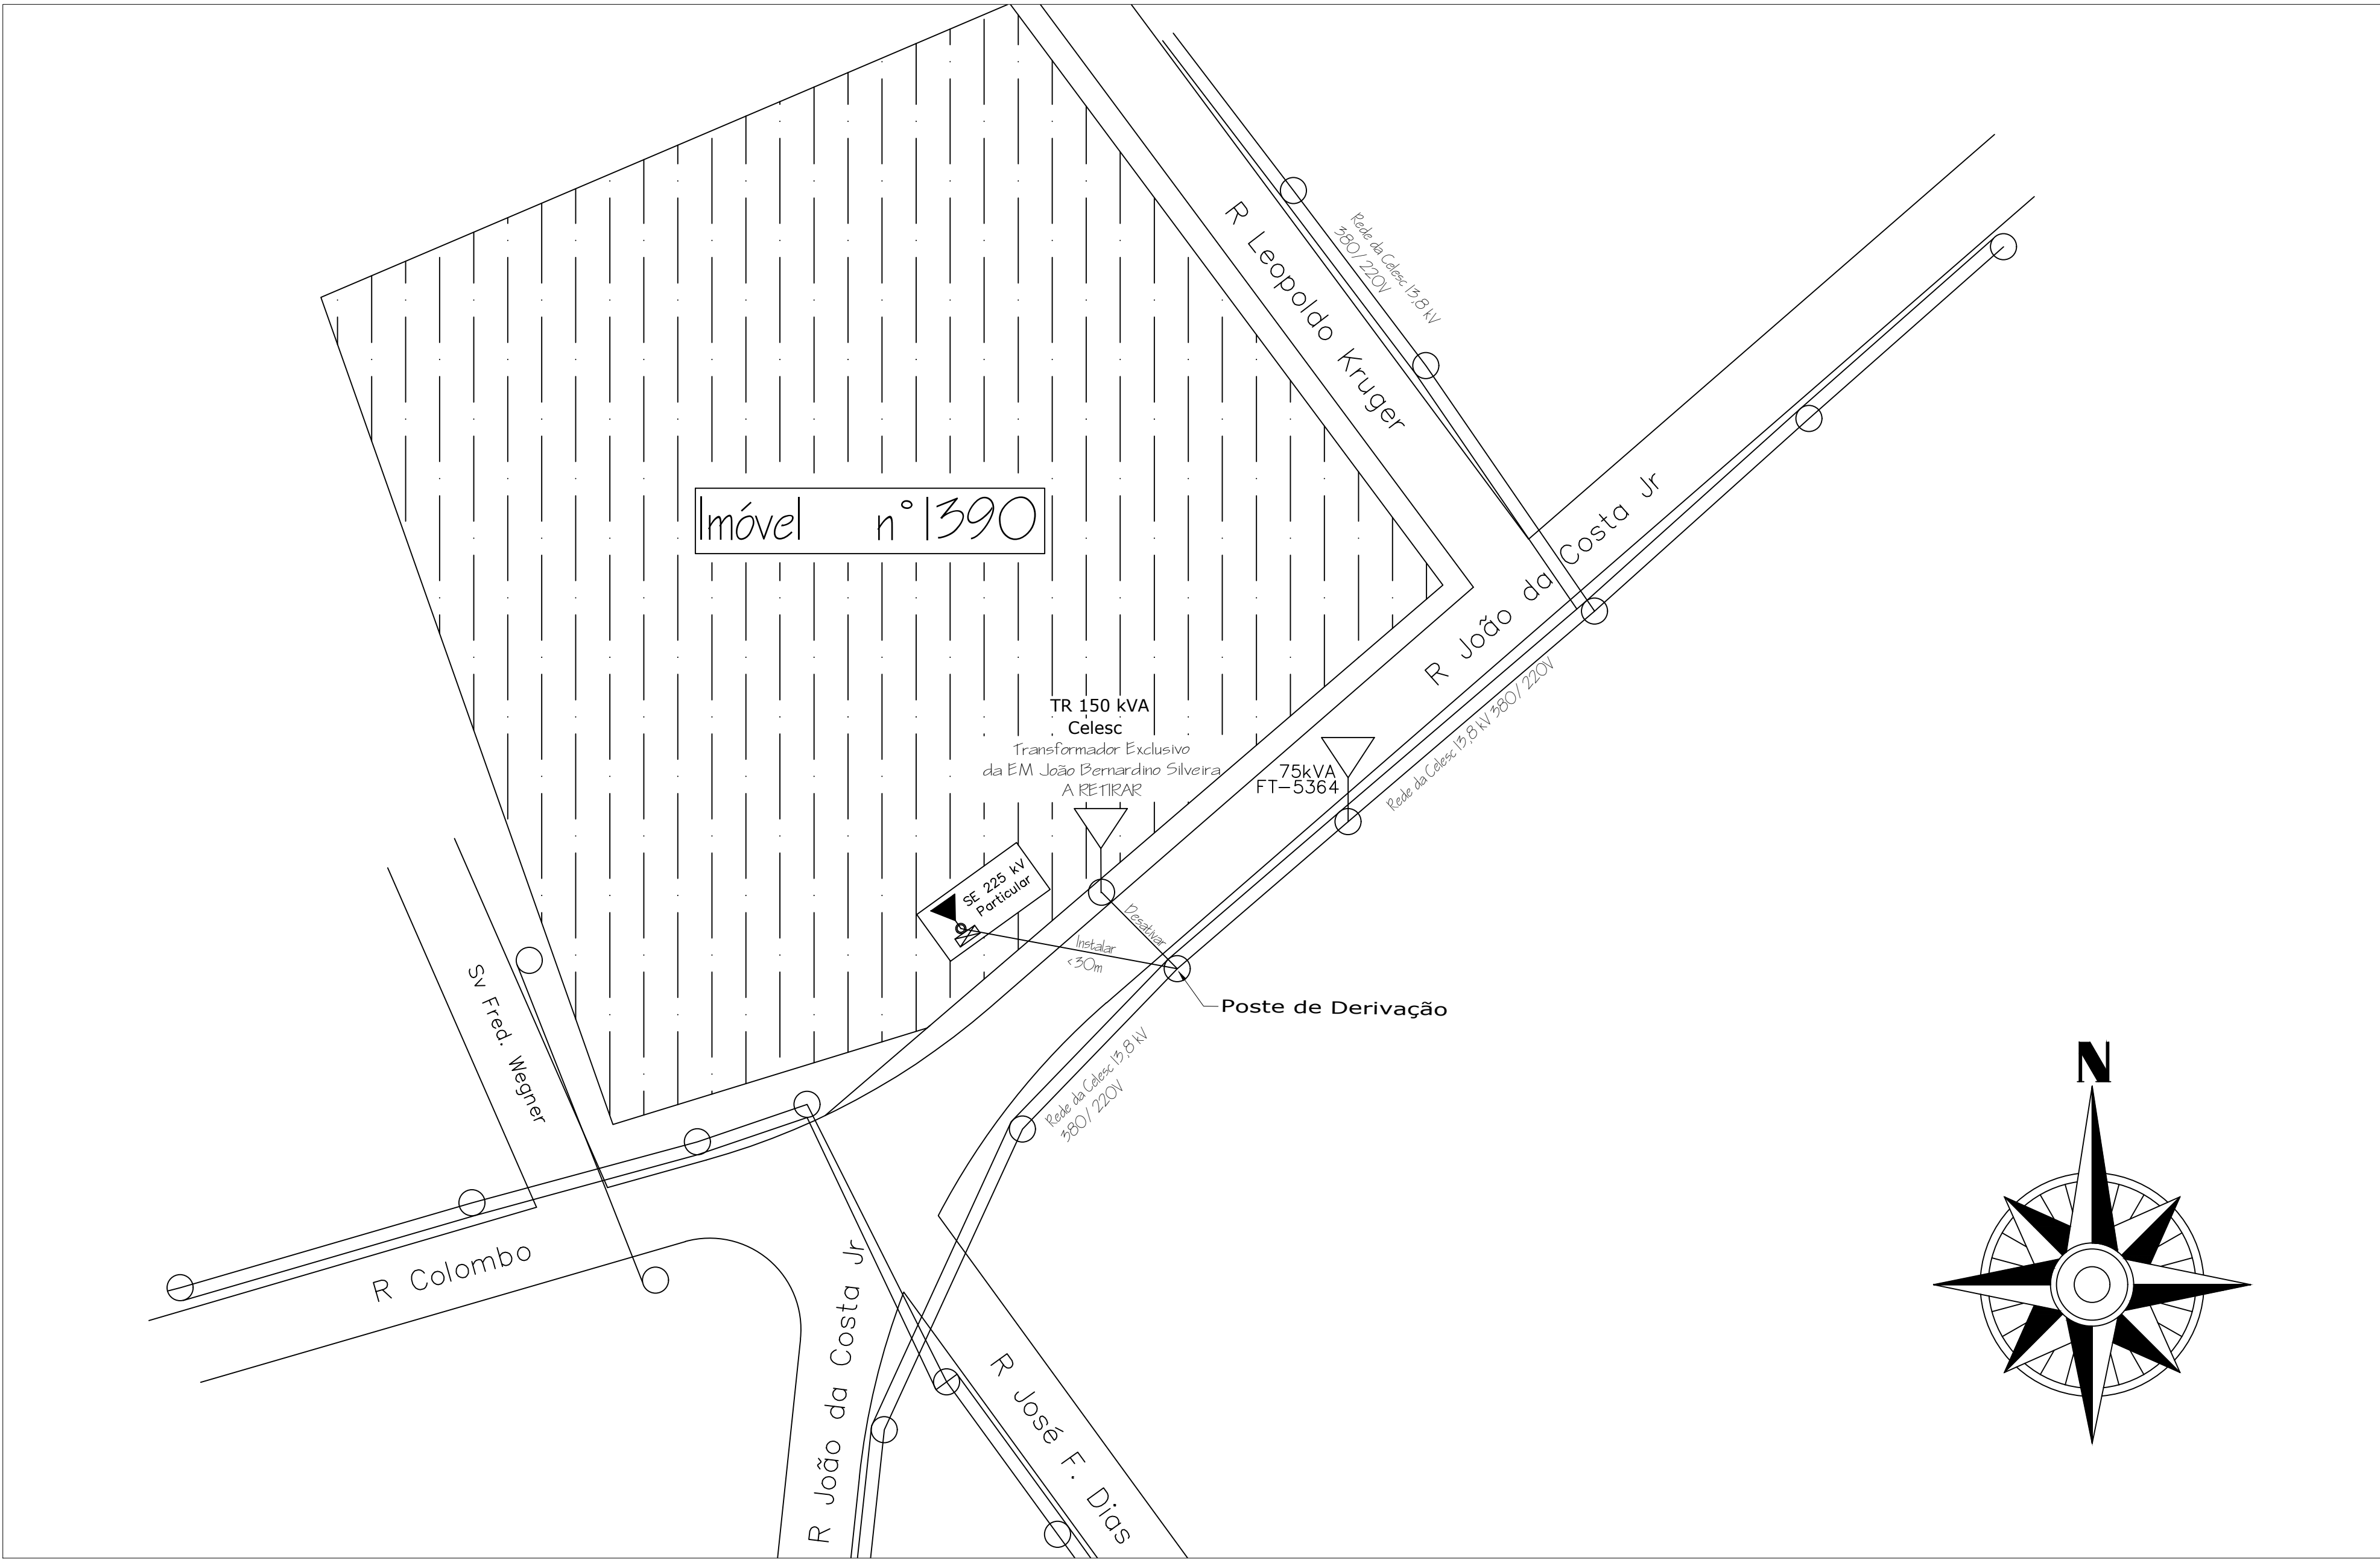 R Leopoldo Kruger
Rede da Celesc 13,8 kV
380/220V
Imóvel n°1390
R João da Costa Jr
Rede da Celesc 13,8 kV 380/220V
TR 150 kVA
Celesc
Transformador Exclusivo
da EM João Bernardino Silveira
A RETIRAR
75kVA
FT-5364
SE 225 kV
Particular
Desativar
Instalar
<30m
Poste de Derivação
Sv Fred. Wegner
Rede da Celesc 13,8 kV
380/ 220V
N
R Colombo
R João da Costa Jr
R José F. Dias